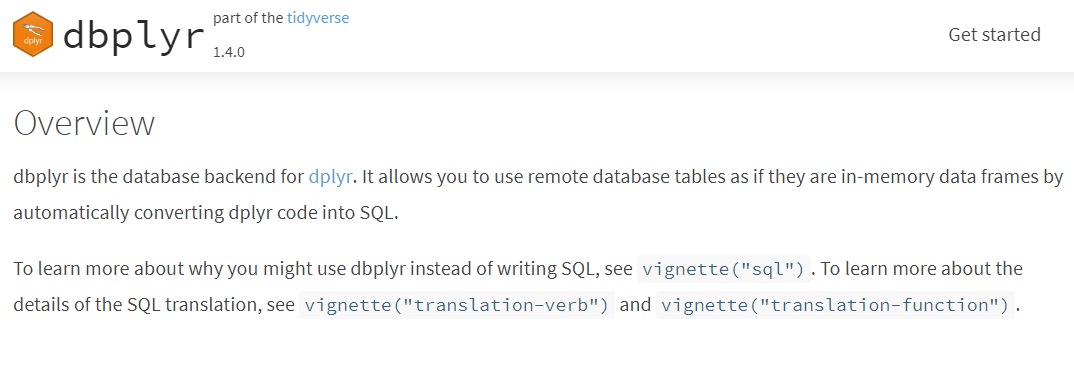 dplyr
dbplyr
part of the tidyverse
1.4.0
Get started
Overview
dbplyr is the database backend for dplyr. It allows you to use remote database tables as if they are in-memory data frames by
automatically converting dplyr code into SQL.
To learn more about why you might use dbplyr instead of writing SQL, see vignette("sql"). To learn more about the
details of the SQL translation, see vignette("translation-verb") and vignette("translation-function").